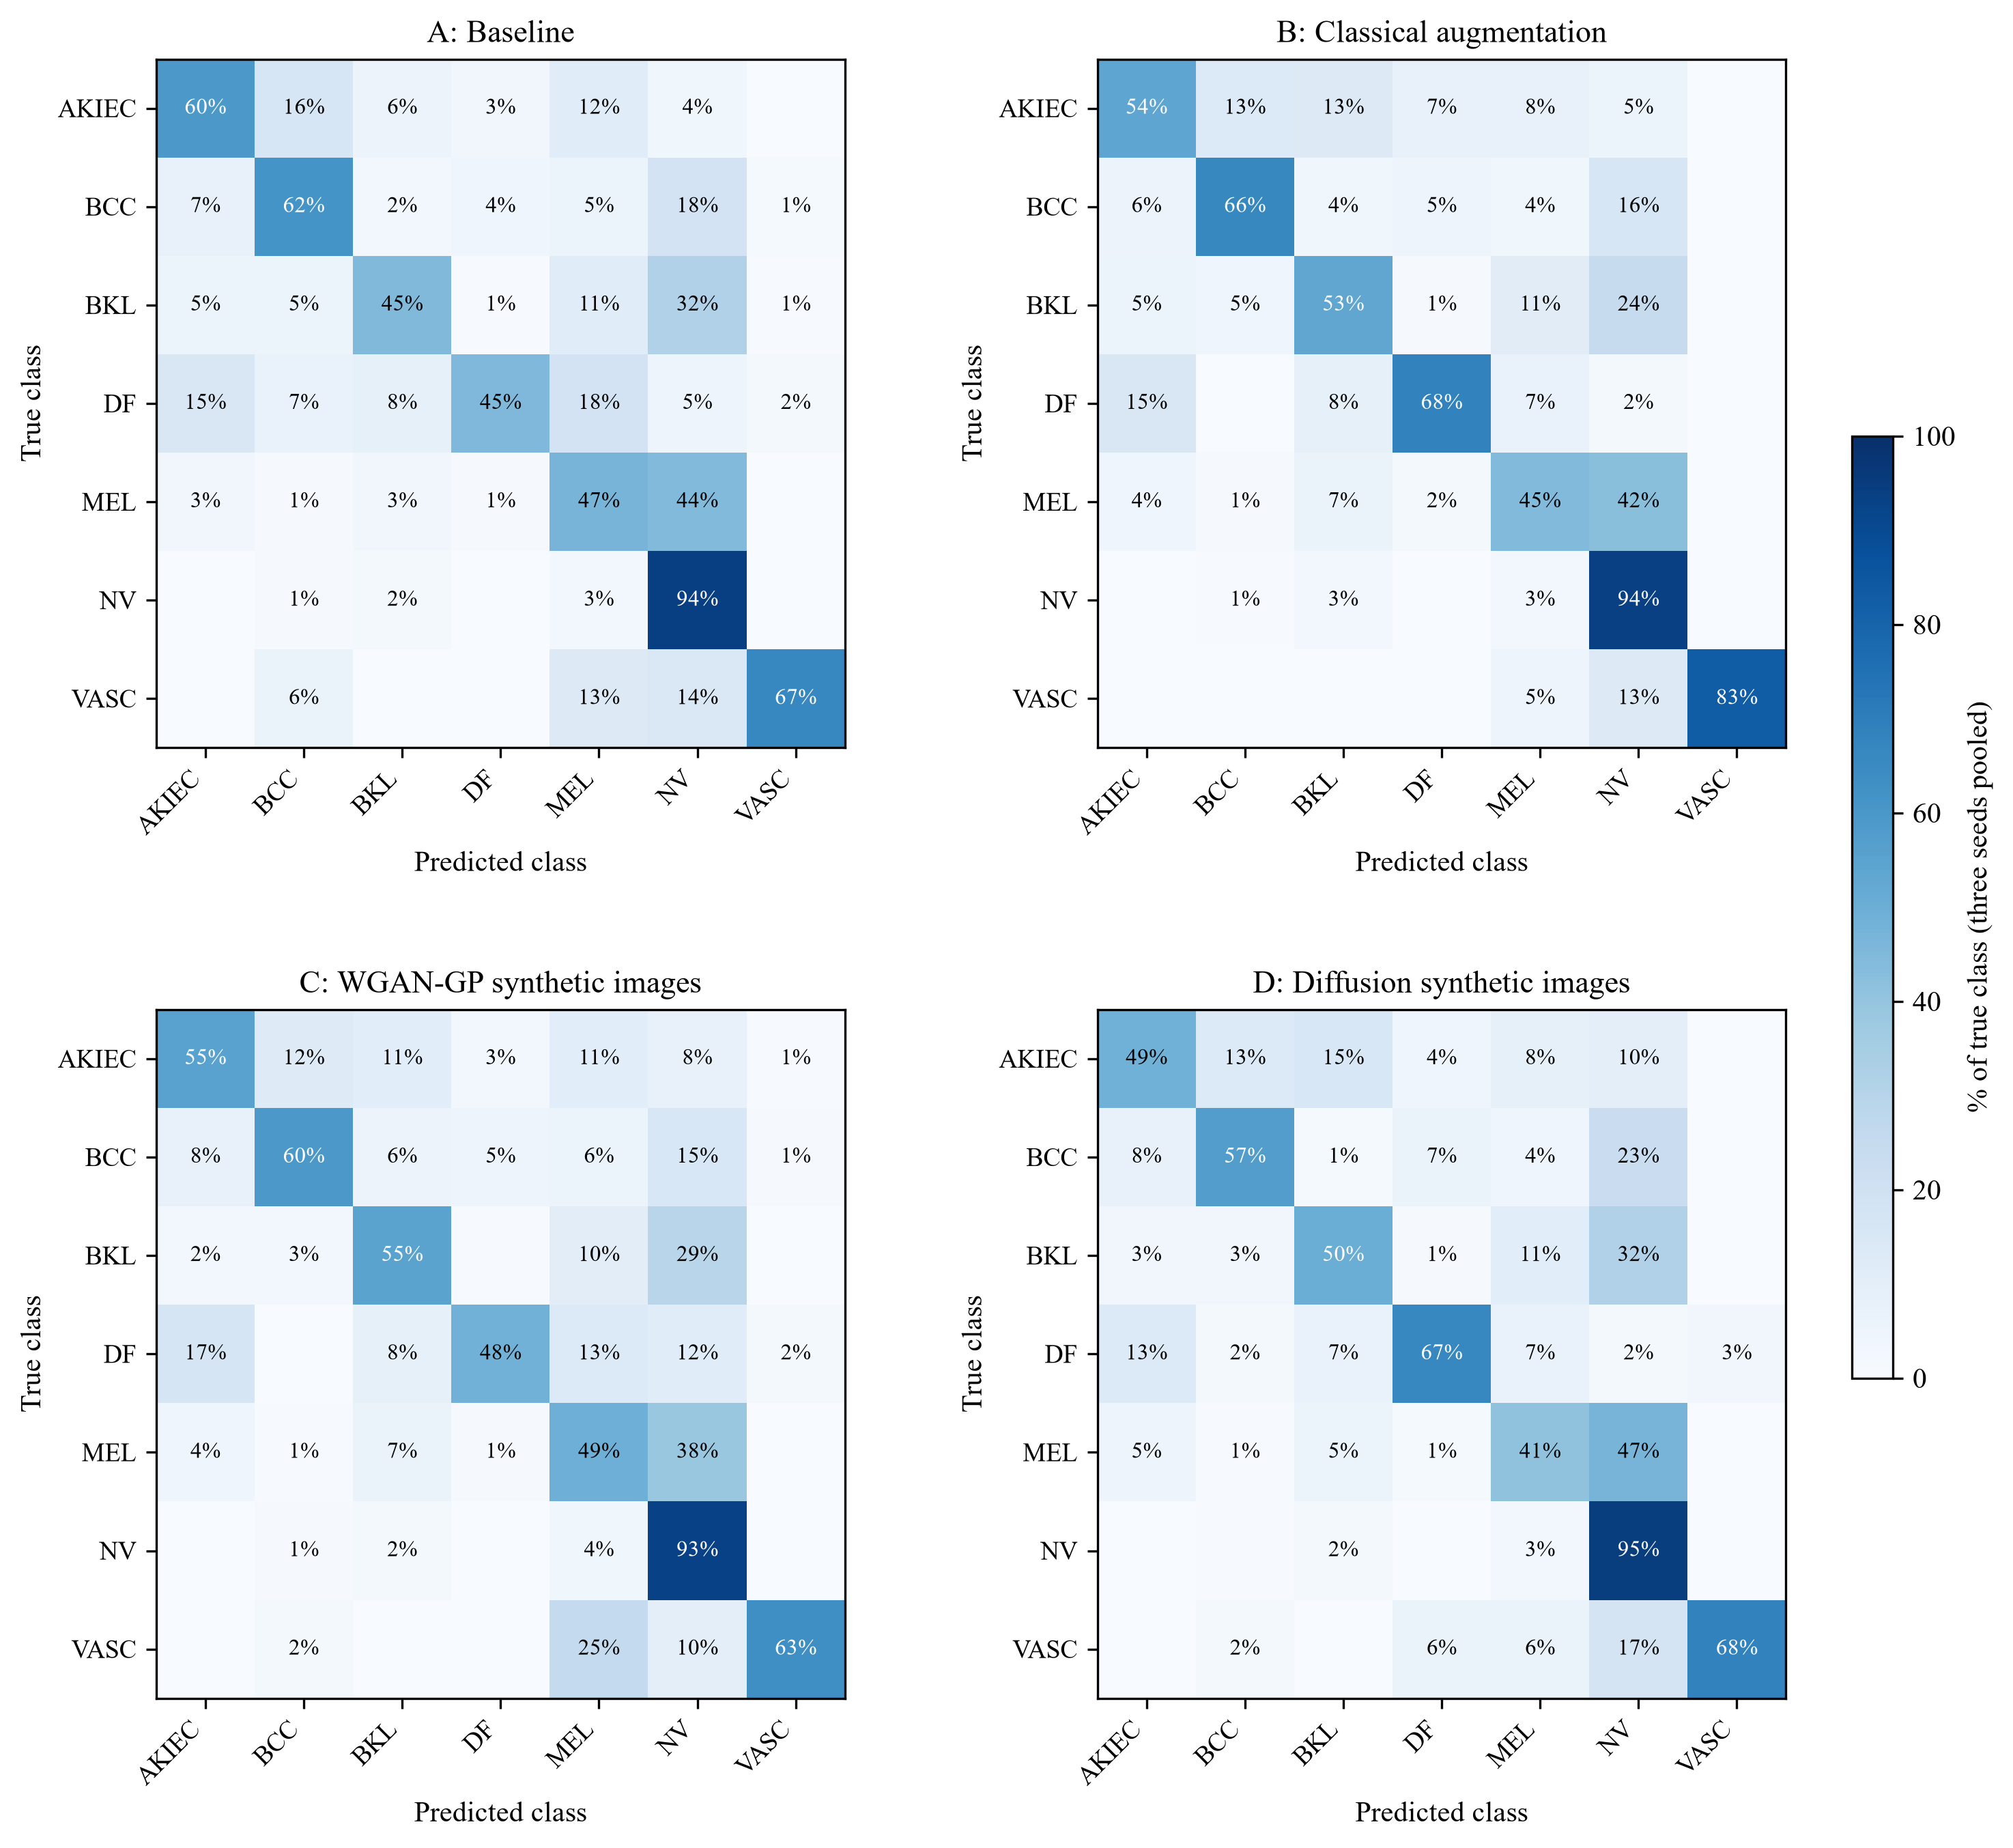 A: Baseline
True class
AKIEC 60% 16% 6% 3% 12% 4%
BCC 7% 62% 2% 4% 5% 18% 1%
BKL 5% 5% 45% 1% 11% 32% 1%
DF 15% 7% 8% 45% 18% 5% 2%
MEL 3% 1% 3% 1% 47% 44%
NV 1% 2% 3% 94%
VASC 6% 13% 14% 67%
AKIEC BCC BKL DF MEL NV VASC
Predicted class
B: Classical augmentation
True class
AKIEC 54% 13% 13% 7% 8% 5%
BCC 6% 66% 4% 5% 4% 16%
BKL 5% 5% 53% 1% 11% 24%
DF 15% 8% 68% 7% 2%
MEL 4% 1% 7% 2% 45% 42%
NV 1% 3% 3% 94%
VASC 5% 13% 83%
AKIEC BCC BKL DF MEL NV VASC
Predicted class
C: WGAN-GP synthetic images
True class
AKIEC 55% 12% 11% 3% 11% 8% 1%
BCC 8% 60% 6% 5% 6% 15% 1%
BKL 2% 3% 55% 10% 29%
DF 17% 8% 48% 13% 12% 2%
MEL 4% 1% 7% 1% 49% 38%
NV 1% 2% 4% 93%
VASC 2% 25% 10% 63%
AKIEC BCC BKL DF MEL NV VASC
Predicted class
D: Diffusion synthetic images
True class
AKIEC 49% 13% 15% 4% 8% 10%
BCC 8% 57% 1% 7% 4% 23%
BKL 3% 3% 50% 1% 11% 32%
DF 13% 2% 7% 67% 7% 2% 3%
MEL 5% 1% 5% 1% 41% 47%
NV 2% 3% 95%
VASC 2% 6% 6% 17% 68%
AKIEC BCC BKL DF MEL NV VASC
Predicted class
100
80
60
40
20
0
% of true class (three seeds pooled)